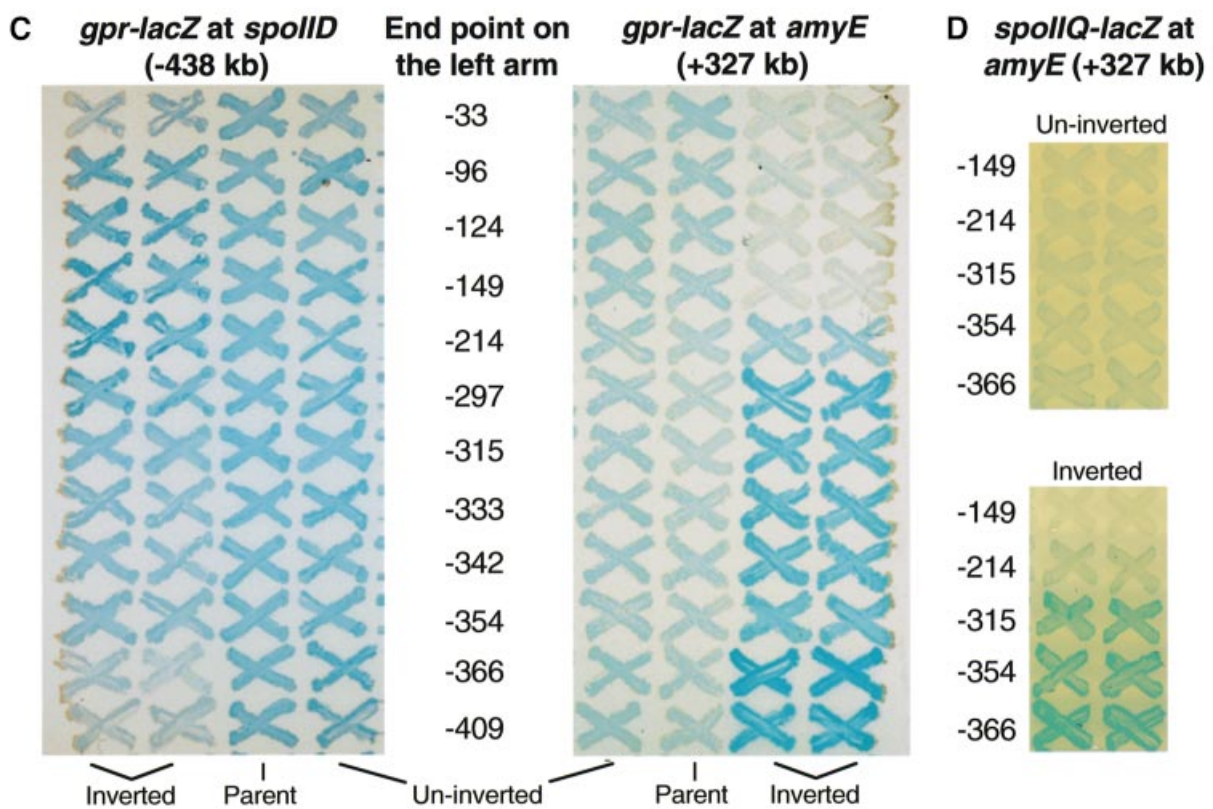 C
gpr-lacZ at spoIID
(-438 kb)
End point on
the left arm
gpr-lacZ at amyE
(+327 kb)
-33
-96
-124
-149
-214
-297
-315
-333
-342
-354
-366
-409
Inverted
Parent
Un-inverted
Parent
Inverted
D
spoIIQ-lacZ at
amyE (+327 kb)
Un-inverted
-149
-214
-315
-354
-366
Inverted
-149
-214
-315
-354
-366